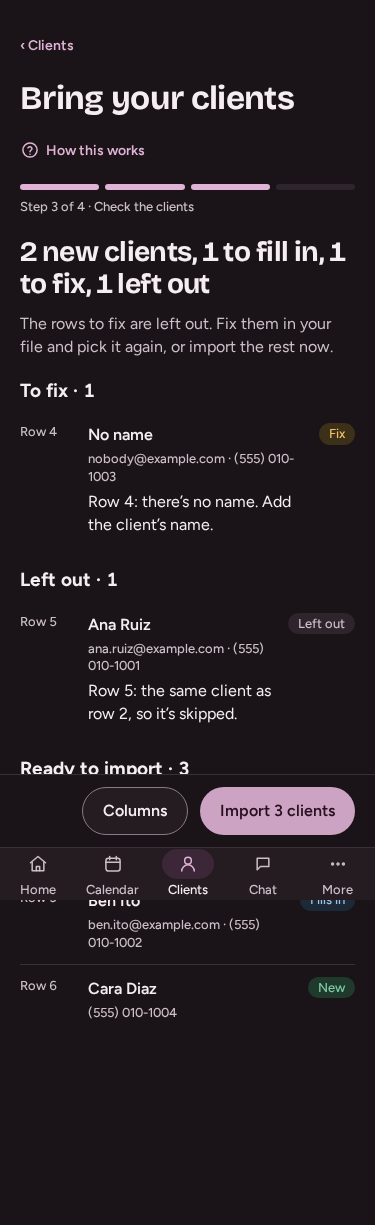 ‹ Clients
Bring your clients
How this works
Step 3 of 4 · Check the clients
2 new clients, 1 to fill in, 1
to fix, 1 left out
The rows to fix are left out. Fix them in your
file and pick it again, or import the rest now.
To fix · 1
Row 4
No name
Fix
nobody@example.com · (555) 010-
1003
Row 4: there’s no name. Add
the client’s name.
Left out · 1
Row 5
Ana Ruiz
Left out
ana.ruiz@example.com · (555)
010-1001
Row 5: the same client as
row 2, so it’s skipped.
Ready to import · 3
Columns
Import 3 clients
Home
Calendar
Clients
Chat
More
Ben Ito
Fills in
ben.ito@example.com · (555)
010-1002
Row 6
Cara Diaz
New
(555) 010-1004